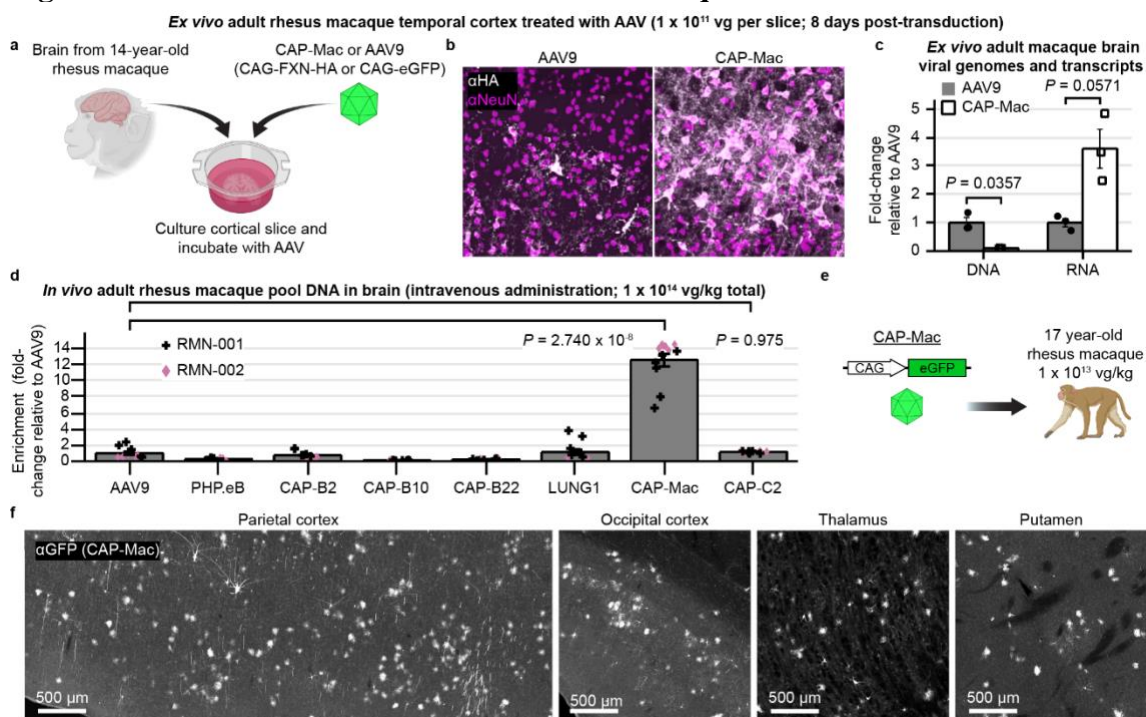 Ex vivo adult rhesus macaque temporal cortex treated with AAV (1 x 10¹¹ vg per slice; 8 days post-transduction)
a
Brain from 14-year-old
rhesus macaque
CAP-Mac or AAV9
(CAG-FXN-HA or CAG-eGFP)
Culture cortical slice and
incubate with AAV
b
AAV9
CAP-Mac
αHA
αNeuN
c
Ex vivo adult macaque brain
viral genomes and transcripts
AAV9
CAP-Mac
P = 0.0571
P = 0.0357
Fold-change
relative to AAV9
6
5
4
3
2
1
0
DNA
RNA
d
In vivo adult rhesus macaque pool DNA in brain (intravenous administration; 1 x 10¹⁴ vg/kg total)
RMN-001
RMN-002
P = 2.740 x 10⁻⁸
P = 0.975
Enrichment (fold-
change relative to AAV9)
14
12
10
8
6
4
2
0
AAV9
PHP.eB
CAP-B2
CAP-B10
CAP-B22
LUNG1
CAP-Mac
CAP-C2
e
CAP-Mac
CAG
eGFP
17 year-old
rhesus macaque
1 x 10¹³ vg/kg
f
Parietal cortex
Occipital cortex
Thalamus
Putamen
αGFP (CAP-Mac)
500 µm
500 µm
500 µm
500 µm